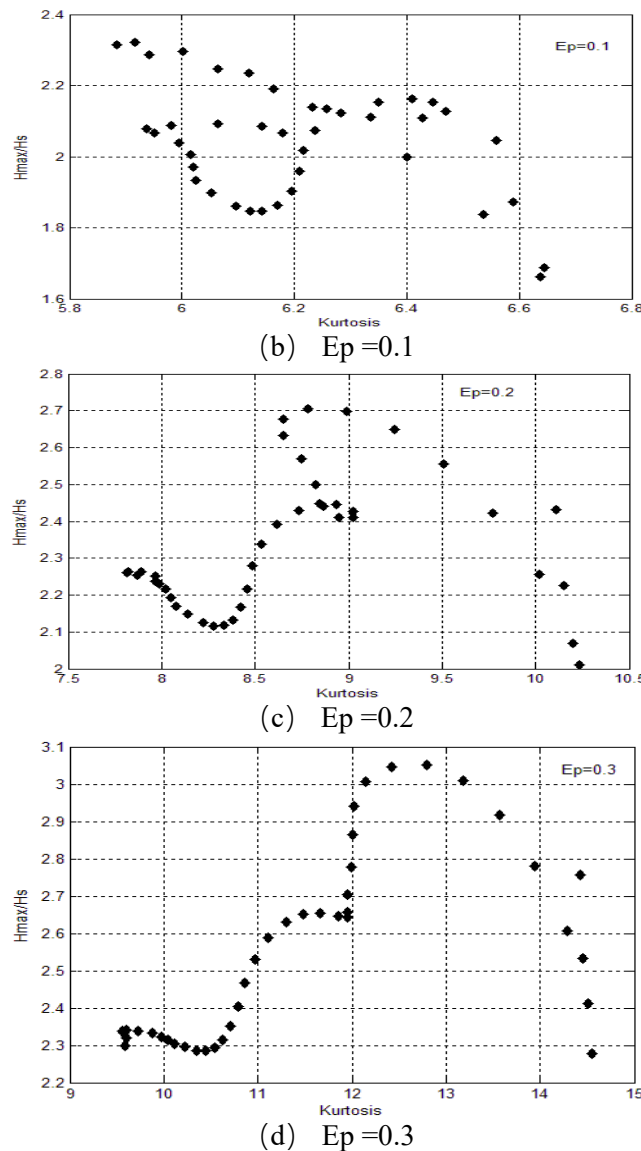 2.4
Ep=0.1
2.2
Hmax/Hs
2
1.8
1.6
5.8 6 6.2 6.4 6.6 6.8
Kurtosis
(b) Ep =0.1
2.8
Ep=0.2
2.7
2.6
2.5
Hmax/Hs
2.4
2.3
2.2
2.1
2
7.5 8 8.5 9 9.5 10 10.5
Kurtosis
(c) Ep =0.2
3.1
Ep=0.3
3
2.9
2.8
2.7
Hmax/Hs
2.6
2.5
2.4
2.3
2.2
9 10 11 12 13 14 15
Kurtosis
(d) Ep =0.3